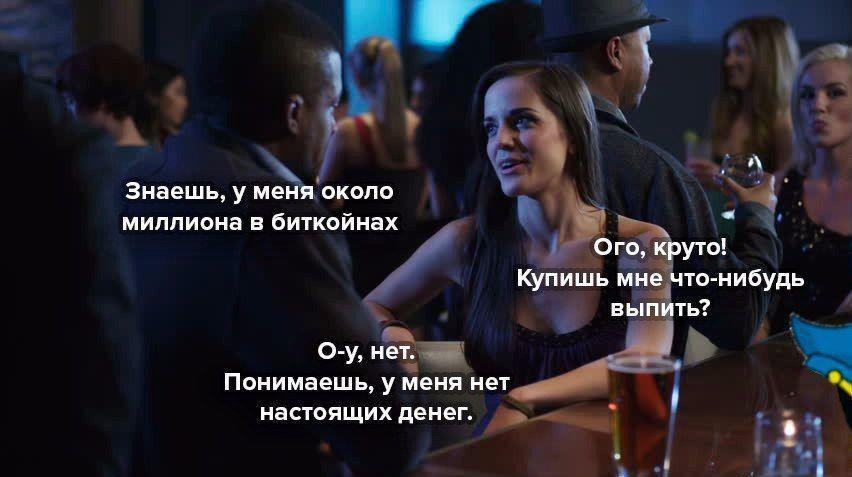 Знаешь, у меня около
миллиона в биткойнах
Ого, круто!
Купишь мне что-нибудь
выпить?
О-у, нет.
Понимаешь, у меня нет
настоящих денег.